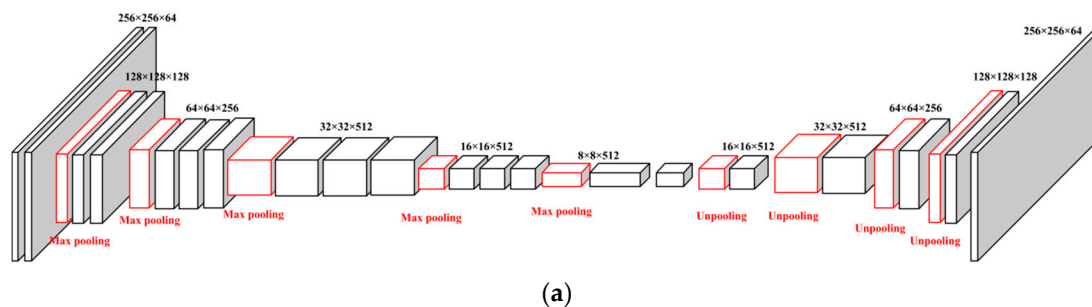 256×256×64
128×128×128
64×64×256
32×32×512
16×16×512
8×8×512
16×16×512
32×32×512
64×64×256
128×128×128
256×256×64
Max pooling
Max pooling
Max pooling
Max pooling
Max pooling
Unpooling
Unpooling
Unpooling
Unpooling
(a)